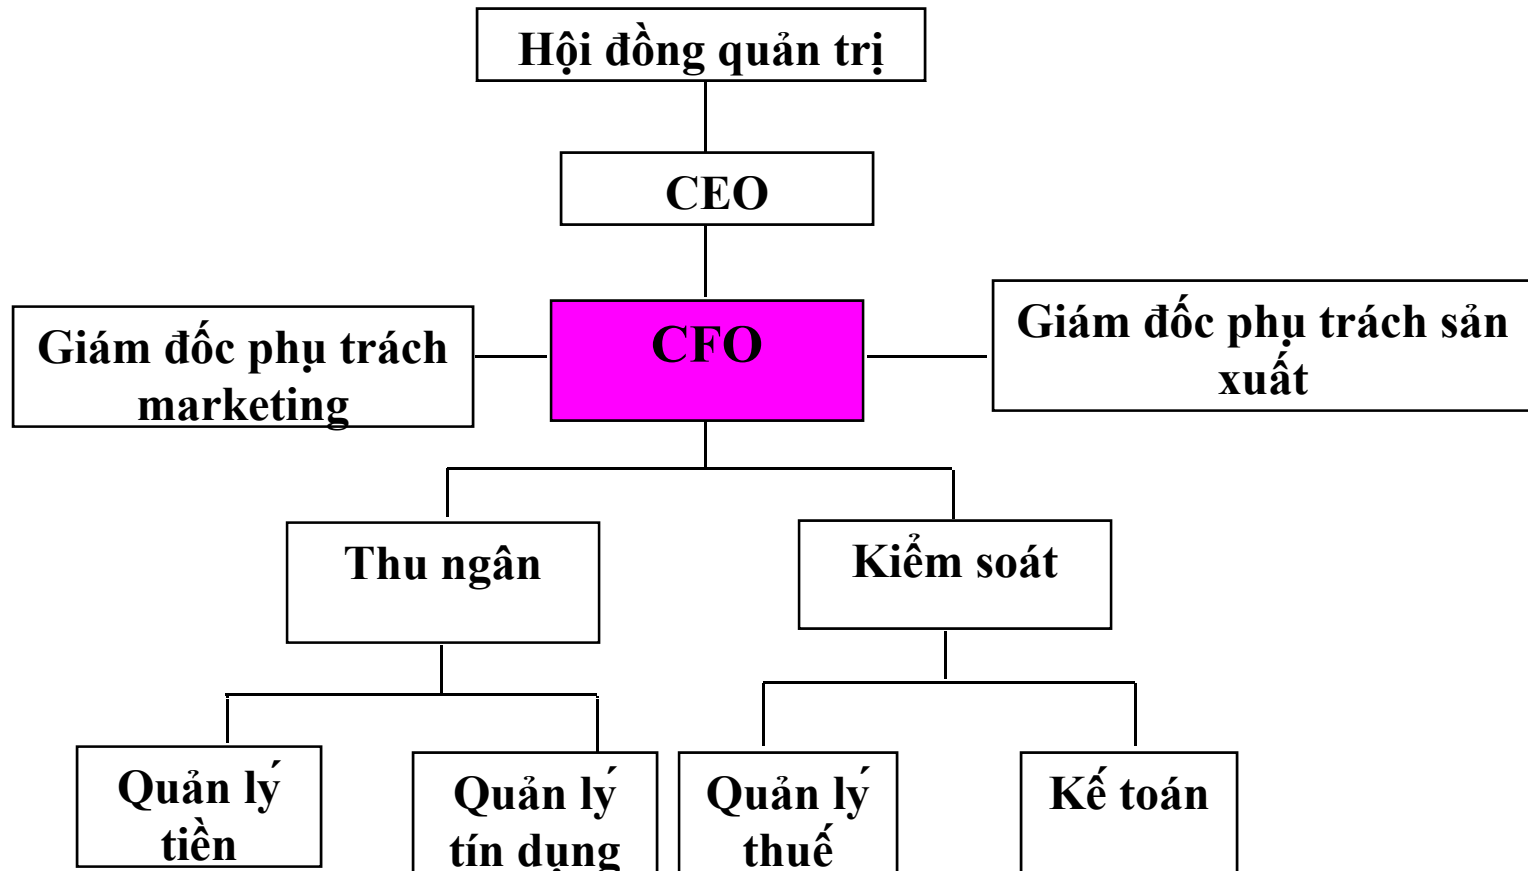 Hội đồng quản trị
CEO
Giám đốc phụ trách
marketing
CFO
Giám đốc phụ trách sản
xuất
Thu ngân
Kiểm soát
Quản lý
tiền
Quản lý
tín dụng
Quản lý
thuế
Kế toán